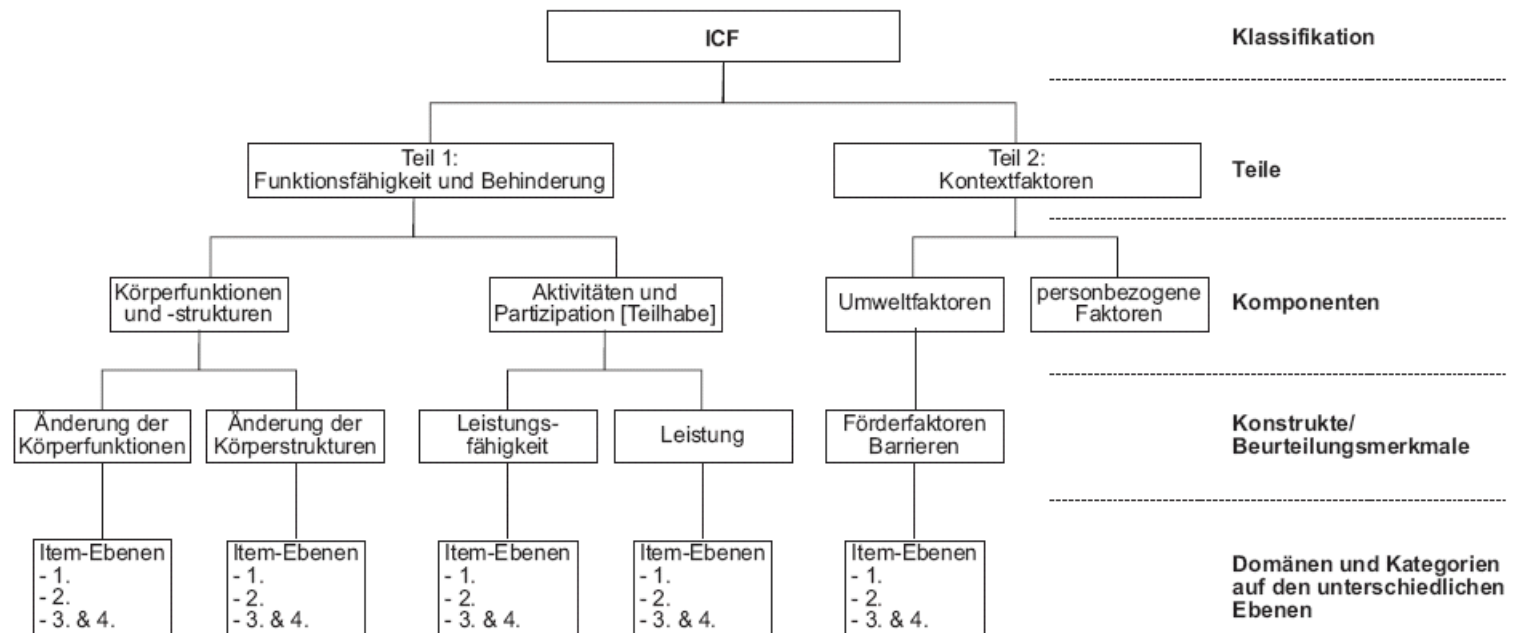 ICF
Klassifikation
Teil 1:
Funktionsfähigkeit und Behinderung
Teil 2:
Kontextfaktoren
Teile
Körperfunktionen
und -strukturen
Aktivitäten und
Partizipation [Teilhabe]
Umweltfaktoren
personbezogene
Faktoren
Komponenten
Änderung der
Körperfunktionen
Änderung der
Körperstrukturen
Leistungs-
fähigkeit
Leistung
Förderfaktoren
Barrieren
Konstrukte/
Beurteilungsmerkmale
Item-Ebenen
- 1.
- 2.
- 3. & 4.
Item-Ebenen
- 1.
- 2.
- 3. & 4.
Item-Ebenen
- 1.
- 2.
- 3. & 4.
Item-Ebenen
- 1.
- 2.
- 3. & 4.
Item-Ebenen
- 1.
- 2.
- 3. & 4.
Domänen und Kategorien
auf den unterschiedlichen
Ebenen